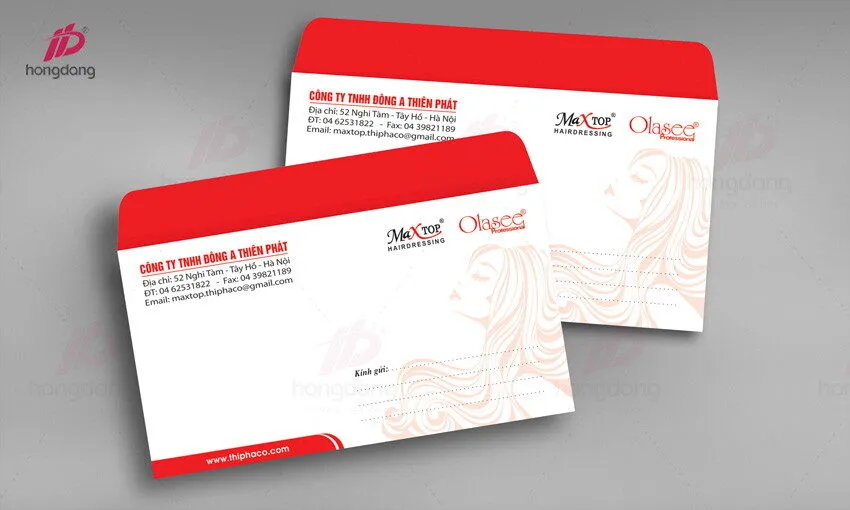 hongdang
CÔNG TY TNHH ĐÔNG A THIÊN PHÁT
Địa chỉ: 52 Nghi Tàm - Tây Hồ - Hà Nội
ĐT: 04 62531822 - Fax: 04 39821189
Email: maxtop.thiphaco@gmail.com
MaXTOP®
HAIRDRESSING
Olasee®
Professional
CÔNG TY TNHH ĐÔNG A THIÊN PHÁT
Địa chỉ: 52 Nghi Tàm - Tây Hồ - Hà Nội
ĐT: 04 62531822 - Fax: 04 39821189
Email: maxtop.thiphaco@gmail.com
MaXTOP®
HAIRDRESSING
Olasee®
Professional
Kính gửi:
www.thiphaco.com
hongdang
hongdang
hongdang